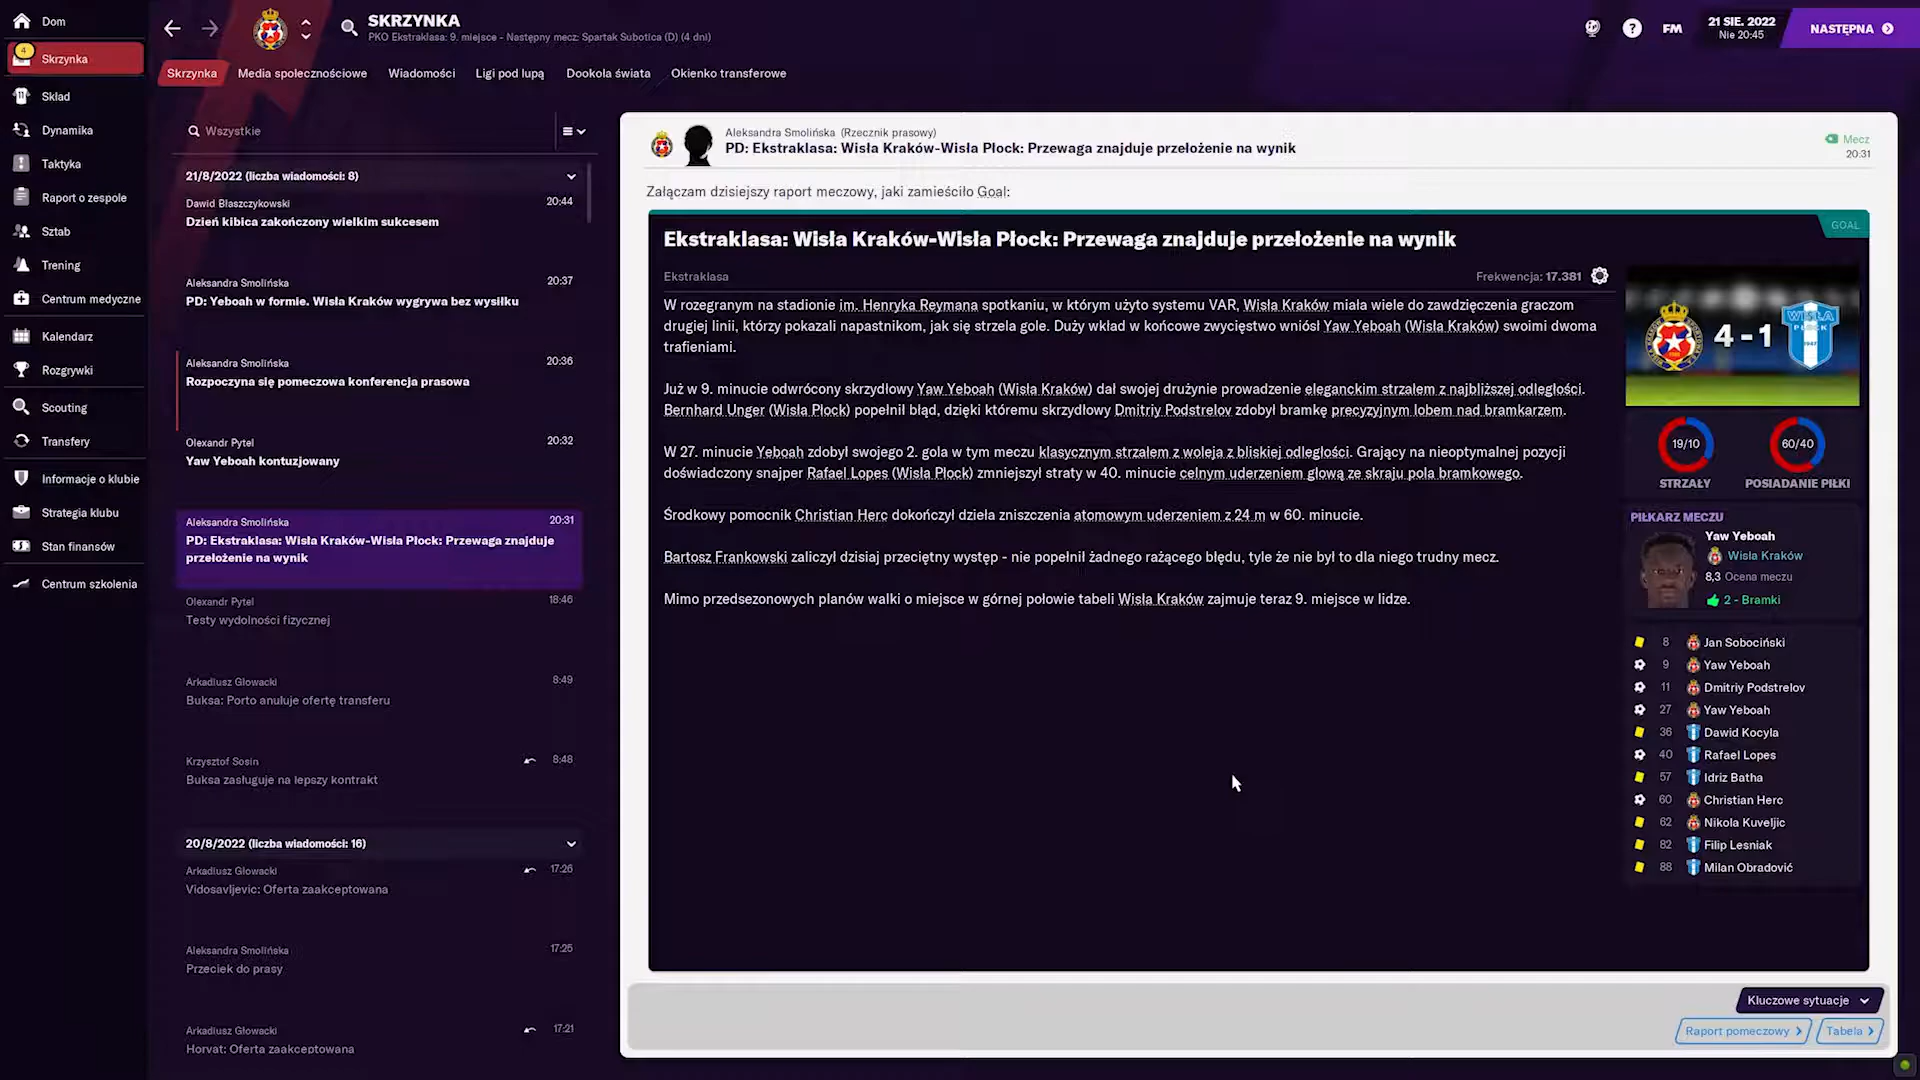 Dom
4
Skrzynka
Skład
Dynamika
Taktyka
Raport o zespole
Sztab
Trening
Centrum medyczne
Kalendarz
Rozgrywki
Scouting
Transfery
Informacje o klubie
Strategia klubu
Stan finansów
Centrum szkolenia
SKRZYNKA
PKO Ekstraklasa: 9. miejsce - Następny mecz: Spartak Subotica (D) (4 dni)
FM
21 SIE. 2022
Nie 20:45
NASTĘPNA
Skrzynka
Media społecznościowe
Wiadomości
Ligi pod lupą
Dookoła świata
Okienko transferowe
Wszystkie
21/8/2022 (liczba wiadomości: 8)
Dawid Błaszczykowski 20:44
Dzień kibica zakończony wielkim sukcesem
Aleksandra Smolińska 20:37
PD: Yeboah w formie. Wisła Kraków wygrywa bez wysiłku
Aleksandra Smolińska 20:36
Rozpoczyna się pomeczowa konferencja prasowa
Olexandr Pytel 20:32
Yaw Yeboah kontuzjowany
Aleksandra Smolińska 20:31
PD: Ekstraklasa: Wisła Kraków-Wisła Płock: Przewaga znajduje
przełożenie na wynik
Olexandr Pytel 18:46
Testy wydolności fizycznej
Arkadiusz Głowacki 8:49
Buksa: Porto anuluje ofertę transferu
Krzysztof Sosin 8:48
Buksa zasługuje na lepszy kontrakt
20/8/2022 (liczba wiadomości: 16)
Arkadiusz Głowacki 17:26
Vidosavljevic: Oferta zaakceptowana
Aleksandra Smolińska 17:25
Przeciek do prasy
Arkadiusz Głowacki 17:21
Horvat: Oferta zaakceptowana
Aleksandra Smolińska (Rzecznik prasowy)
PD: Ekstraklasa: Wisła Kraków-Wisła Płock: Przewaga znajduje przełożenie na wynik
Mecz
20:31
Załączam dzisiejszy raport meczowy, jaki zamieściło Goal:
GOAL
Ekstraklasa: Wisła Kraków-Wisła Płock: Przewaga znajduje przełożenie na wynik
Ekstraklasa
Frekwencja: 17.381
W rozegranym na stadionie im. Henryka Reymana spotkaniu, w którym użyto systemu VAR, Wisła Kraków miała wiele do zawdzięczenia graczom
drugiej linii, którzy pokazali napastnikom, jak się strzela gole. Duży wkład w końcowe zwycięstwo wniósł Yaw Yeboah (Wisła Kraków) swoimi dwoma
trafieniami.
Już w 9. minucie odwrócony skrzydłowy Yaw Yeboah (Wisła Kraków) dał swojej drużynie prowadzenie eleganckim strzałem z najbliższej odległości.
Bernhard Unger (Wisła Płock) popełnił błąd, dzięki któremu skrzydłowy Dmitriy Podstrelov zdobył bramkę precyzyjnym lobem nad bramkarzem.
W 27. minucie Yeboah zdobył swojego 2. gola w tym meczu klasycznym strzałem z woleja z bliskiej odległości. Grający na nieoptymalnej pozycji
doświadczony snajper Rafael Lopes (Wisła Płock) zmniejszył straty w 40. minucie celnym uderzeniem głową ze skraju pola bramkowego.
Środkowy pomocnik Christian Herc dokończył dzieła zniszczenia atomowym uderzeniem z 24 m w 60. minucie.
Bartosz Frankowski zaliczył dzisiaj przeciętny występ - nie popełnił żadnego rażącego błędu, tyle że nie był to dla niego trudny mecz.
Mimo przedsezonowych planów walki o miejsce w górnej połowie tabeli Wisła Kraków zajmuje teraz 9. miejsce w lidze.
4 - 1
WISŁA
PŁOCK
1947
19/10
60/40
STRZAŁY
POSIADANIE PIŁKI
PIŁKARZ MECZU
Yaw Yeboah
Wisła Kraków
8,3 Ocena meczu
2 - Bramki
8 Jan Sobociński
9 Yaw Yeboah
11 Dmitriy Podstrelov
27 Yaw Yeboah
36 Dawid Kocyła
40 Rafael Lopes
57 Idriz Batha
60 Christian Herc
62 Nikola Kuveljic
82 Filip Lesniak
88 Milan Obradović
Kluczowe sytuacje
Raport pomeczowy
Tabela